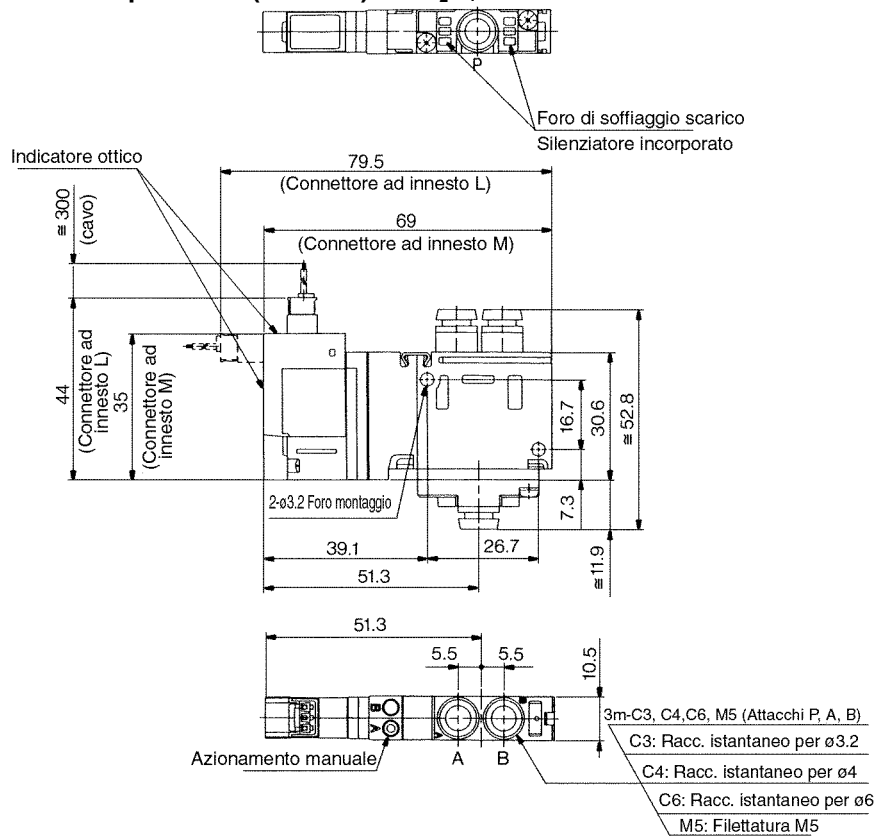 P
Foro di soffiaggio scarico
Silenziatore incorporato
Indicatore ottico
79.5
(Connettore ad innesto L)
69
(Connettore ad innesto M)
≅ 300
(cavo)
44
(Connettore ad
innesto L)
35
(Connettore ad
innesto M)
16.7
30.6
≅ 52.8
2-ø3.2 Foro montaggio
7.3
39.1
26.7
≅ 11.9
51.3
51.3
5.5
5.5
10.5
B
A
A
3m-C3, C4,C6, M5 (Attacchi P, A, B)
C3: Racc. istantaneo per ø3.2
Azionamento manuale
A
B
C4: Racc. istantaneo per ø4
C6: Racc. istantaneo per ø6
M5: Filettatura M5